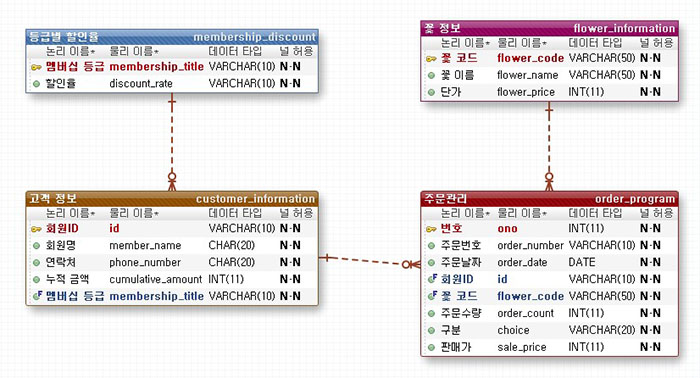 등급별 할인율 membership_discount
논리 이름* 물리 이름* 데이터 타입 널 허용
멤버십 등급 membership_title VARCHAR(10) N-N
할인율 discount_rate VARCHAR(10) N-N
꽃 정보 flower_information
논리 이름* 물리 이름* 데이터 타입 널 허용
꽃 코드 flower_code VARCHAR(50) N-N
꽃 이름 flower_name VARCHAR(50) N-N
단가 flower_price INT(11) N-N
고객 정보 customer_information
논리 이름* 물리 이름* 데이터 타입 널 허용
회원ID id VARCHAR(10) N-N
회원명 member_name CHAR(20) N-N
연락처 phone_number CHAR(20) N-N
누적 금액 cumulative_amount INT(11) N-N
멤버십 등급 membership_title VARCHAR(10) N-N
주문관리 order_program
논리 이름* 물리 이름* 데이터 타입 널 허용
번호 ono INT(11) N-N
주문번호 order_number VARCHAR(10) N-N
주문날짜 order_date DATE N-N
회원ID id VARCHAR(10) N-N
꽃 코드 flower_code VARCHAR(50) N-N
주문수량 order_count INT(11) N-N
구분 choice VARCHAR(20) N-N
판매가 sale_price INT(11) N-N